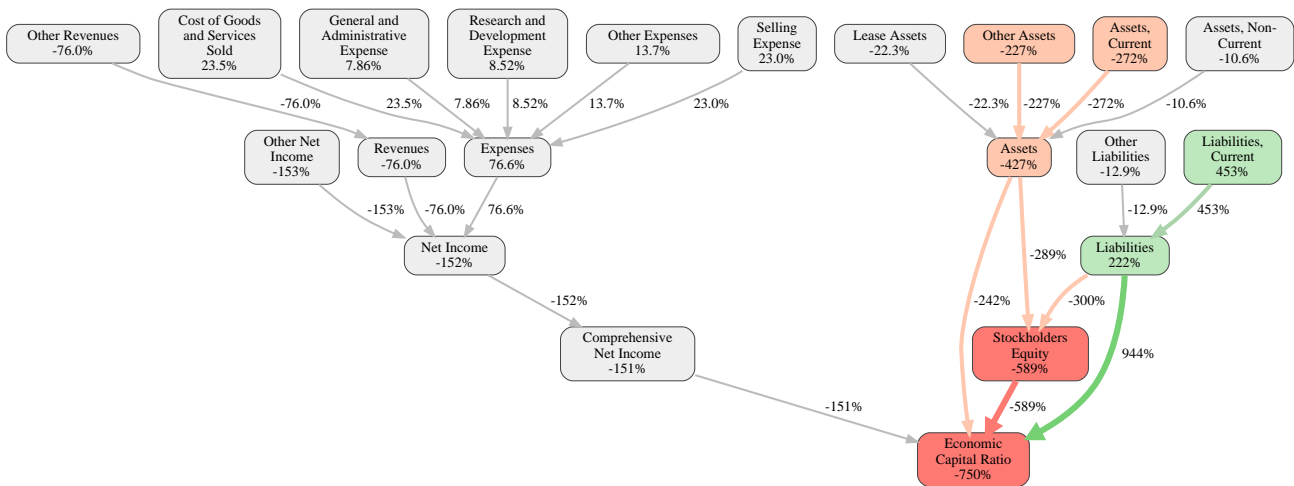 Other Revenues
-76.0%
Cost of Goods
and Services
Sold
23.5%
General and
Administrative
Expense
7.86%
Research and
Development
Expense
8.52%
Other Expenses
13.7%
Selling
Expense
23.0%
Lease Assets
-22.3%
Other Assets
-227%
Assets,
Current
-272%
Assets, Non-
Current
-10.6%
-76.0%
23.5%
7.86%
8.52%
13.7%
23.0%
-22.3%
-227%
-272%
-10.6%
Other Net
Income
-153%
Revenues
-76.0%
Expenses
76.6%
Assets
-427%
Other
Liabilities
-12.9%
Liabilities,
Current
453%
-153%
-76.0%
76.6%
-12.9%
453%
Net Income
-152%
-289%
Liabilities
222%
-152%
-242%
-300%
Comprehensive
Net Income
-151%
Stockholders
Equity
-589%
944%
-151%
-589%
Economic
Capital Ratio
-750%